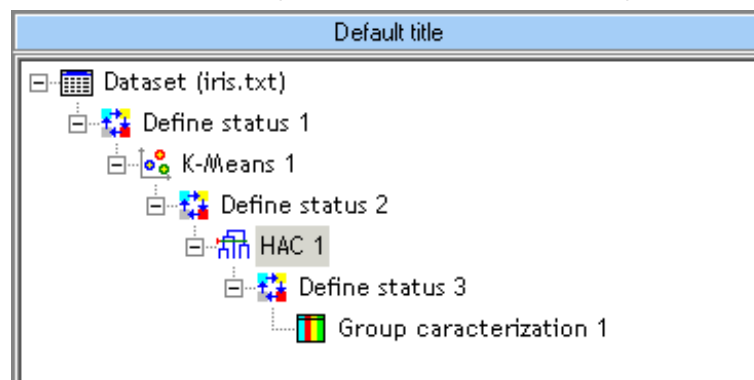 Default title
Dataset (iris.txt)
Define status 1
K-Means 1
Define status 2
HAC 1
Define status 3
Group caracterization 1